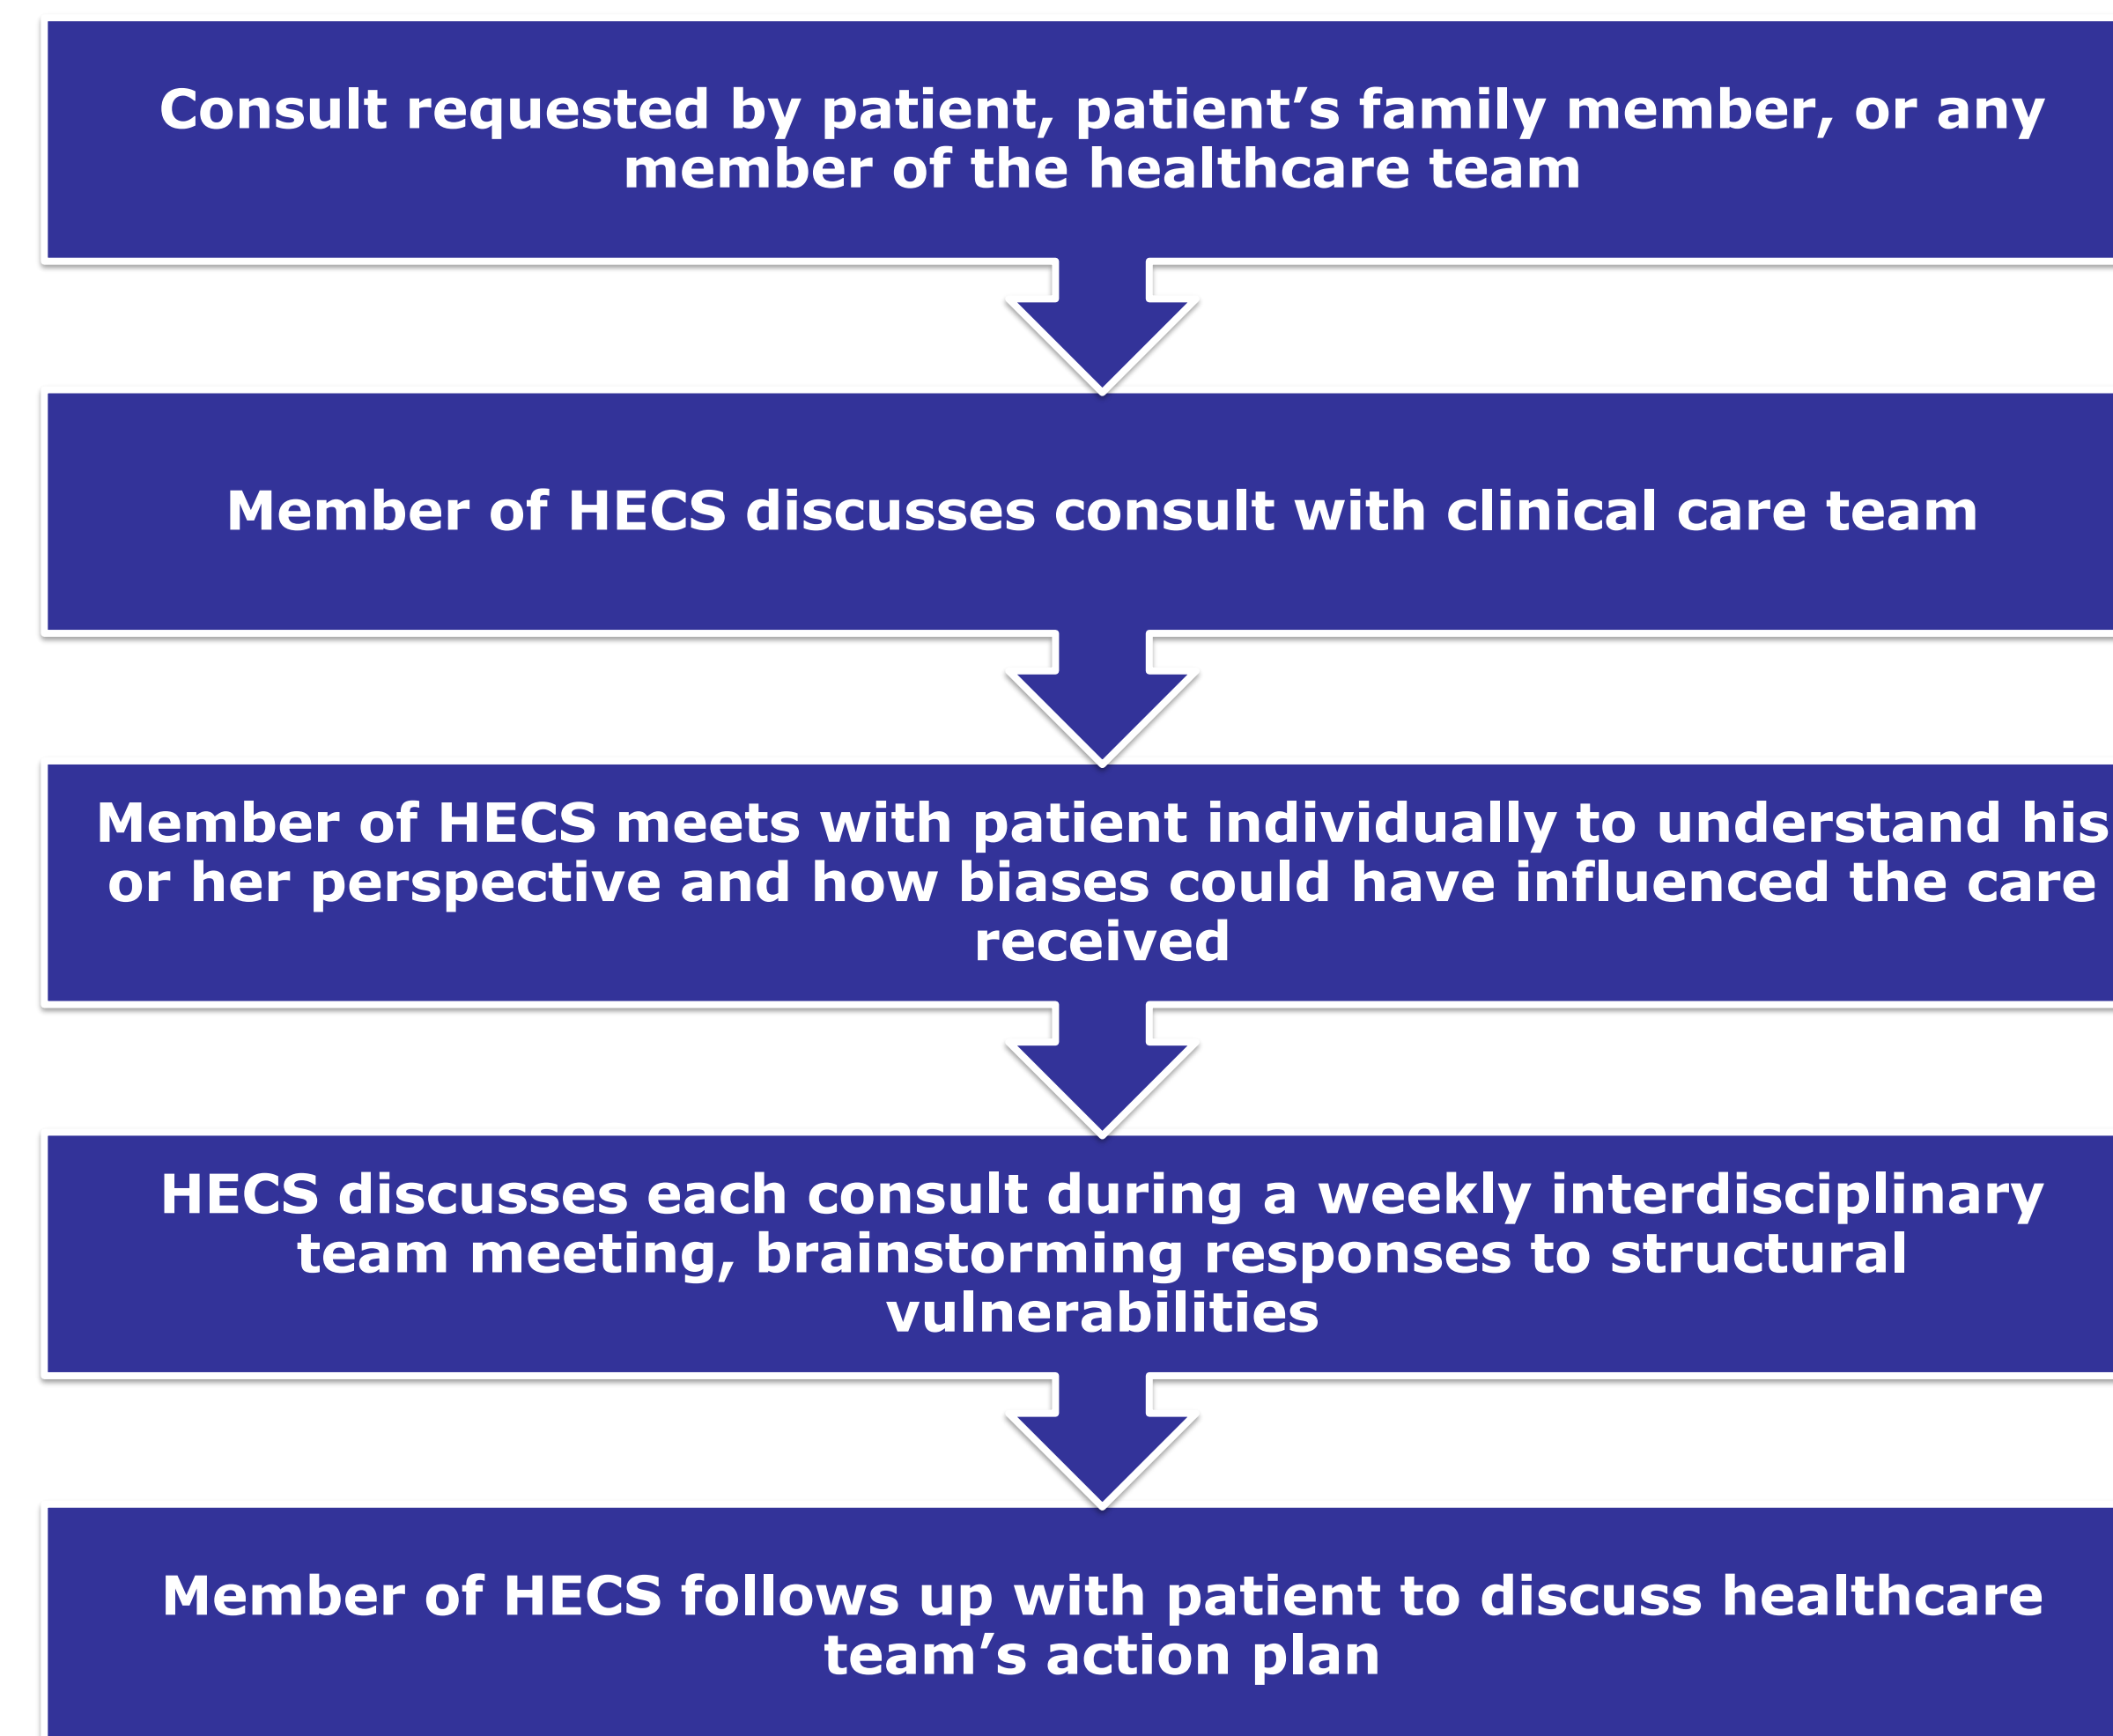 Consult requested by patient, patient’s family member, or any
member of the healthcare team
Member of HECS discusses consult with clinical care team
Member of HECS meets with patient individually to understand his
or her perspective and how biases could have influenced the care
received
HECS discusses each consult during a weekly interdisciplinary
team meeting, brainstorming responses to structural
vulnerabilities
Member of HECS follows up with patient to discuss healthcare
team’s action plan